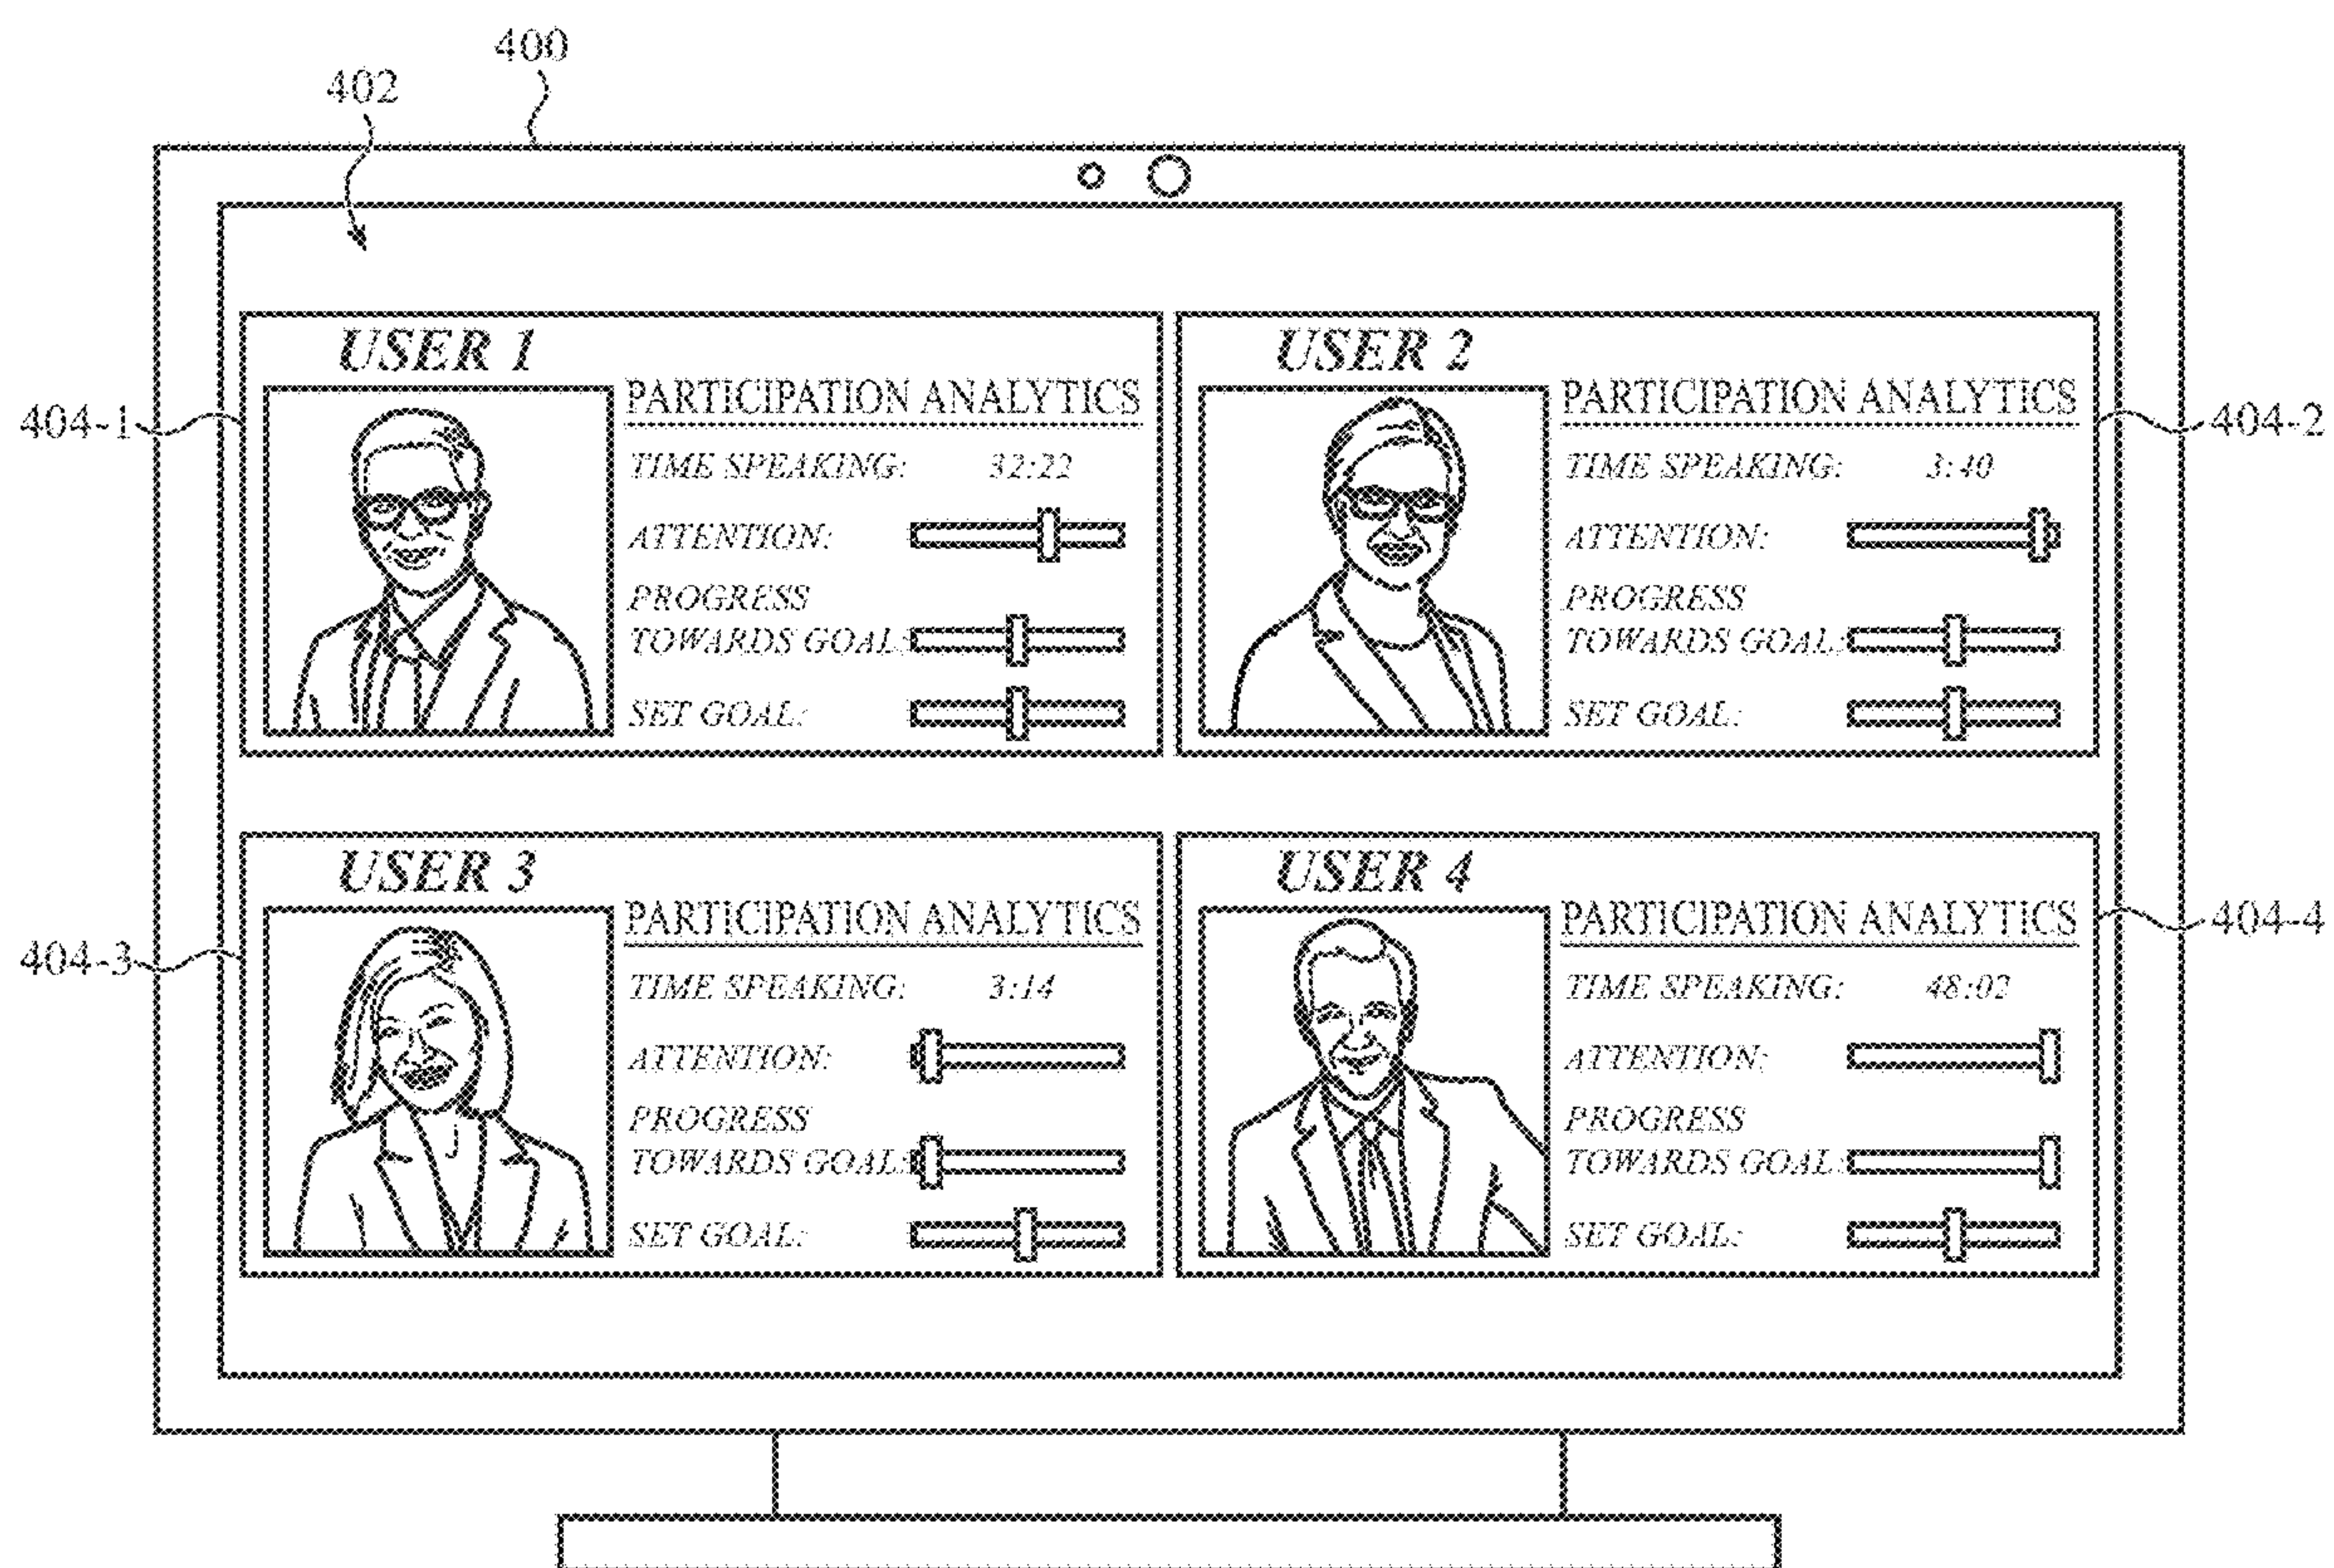 400
402
USER 1
PARTICIPATION ANALYTICS
404-1
TIME SPEAKING: 32:22
ATTENTION:
PROGRESS
TOWARDS GOAL:
SET GOAL:
USER 2
PARTICIPATION ANALYTICS
404-2
TIME SPEAKING: 3:40
ATTENTION:
PROGRESS
TOWARDS GOAL:
SET GOAL:
USER 3
PARTICIPATION ANALYTICS
404-3
TIME SPEAKING: 3:14
ATTENTION:
PROGRESS
TOWARDS GOAL:
SET GOAL:
USER 4
PARTICIPATION ANALYTICS
404-4
TIME SPEAKING: 48:02
ATTENTION:
PROGRESS
TOWARDS GOAL:
SET GOAL: